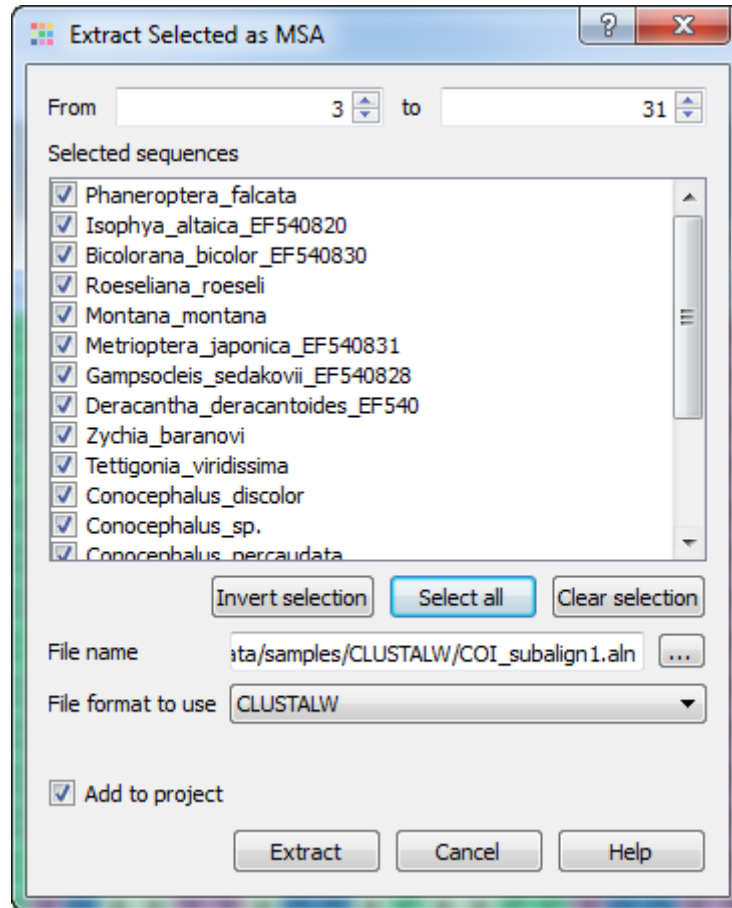 Extract Selected as MSA
From 3 to 31
Selected sequences
Phaneroptera_falcata
Isophya_altaica_EF540820
Bicolorana_bicolor_EF540830
Roeseliana_roeseli
Montana_montana
Metrioptera_japonica_EF540831
Gampsocleis_sedakovii_EF540828
Deracantha_deracantoides_EF540
Zychia_baranovi
Tettigonia_viridissima
Conocephalus_discolor
Conocephalus_sp.
Conocephalus_percaudata
Invert selection Select all Clear selection
File name ata/samples/CLUSTALW/COI_subalign1.aln ...
File format to use CLUSTALW
Add to project
Extract Cancel Help